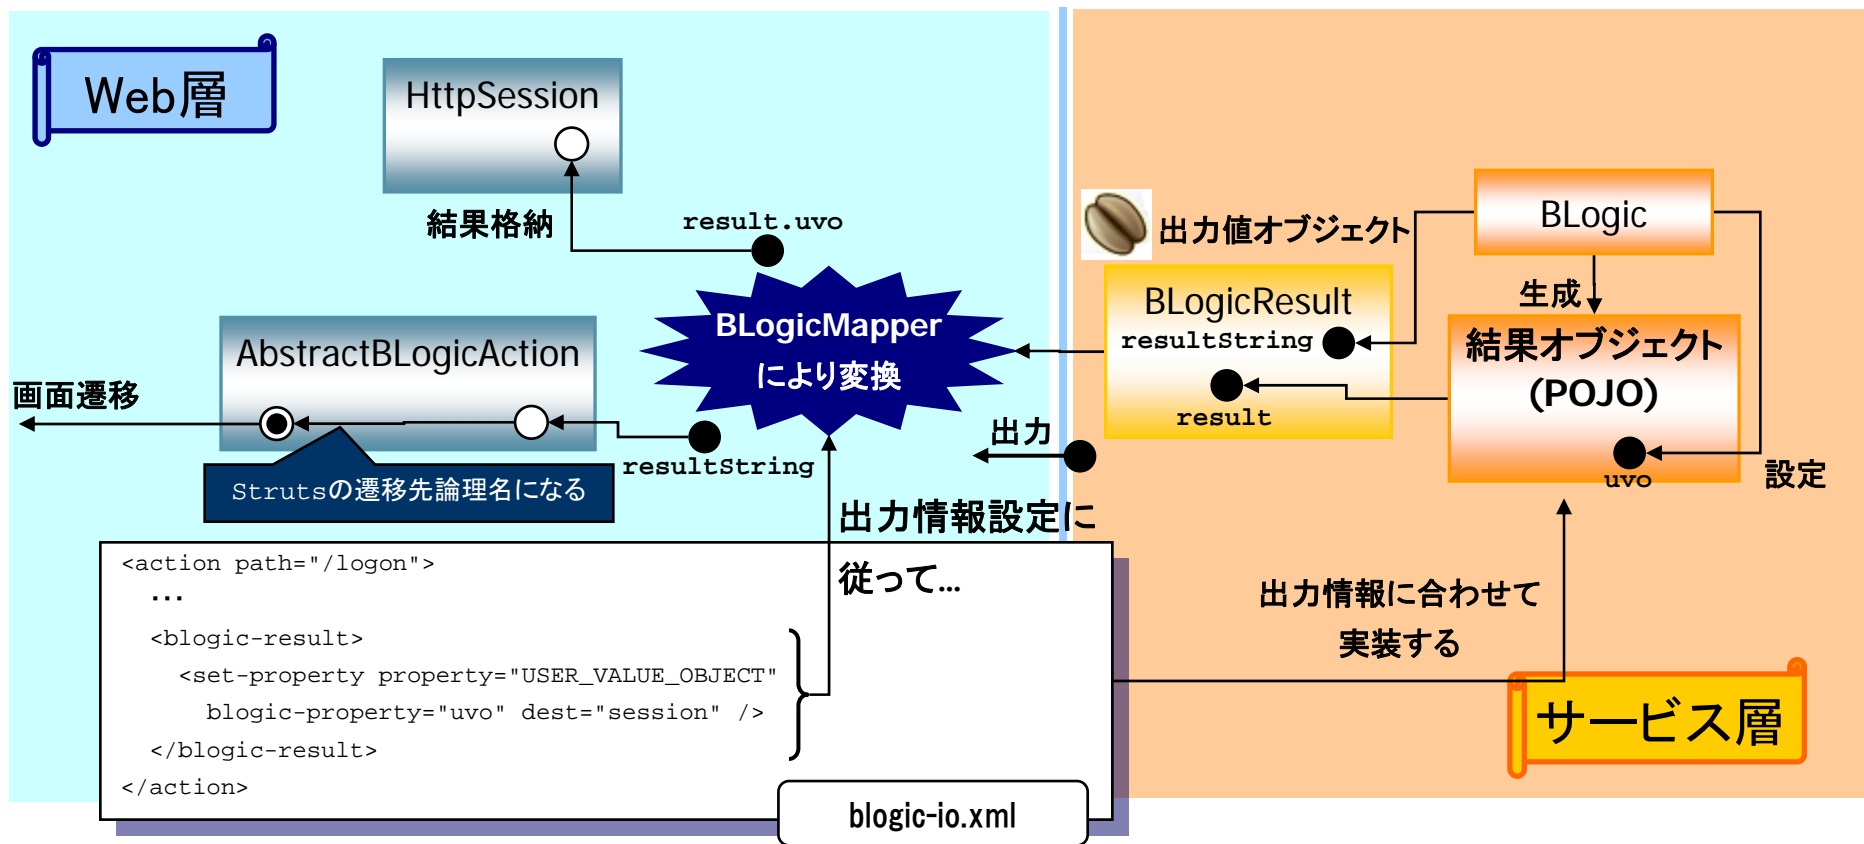 Web層
HttpSession
結果格納
result.uvo
出力値オブジェクト
BLogic
生成
BLogicResult
resultString
result
結果オブジェクト
(POJO)
uvo
設定
BLogicMapper
により変換
AbstractBLogicAction
画面遷移
resultString
出力
Strutsの遷移先論理名になる
出力情報設定に
従って…
<action path="/logon">
…
<blogic-result>
<set-property property="USER_VALUE_OBJECT"
blogic-property="uvo" dest="session" />
</blogic-result>
</action>
blogic-io.xml
出力情報に合わせて
実装する
サービス層